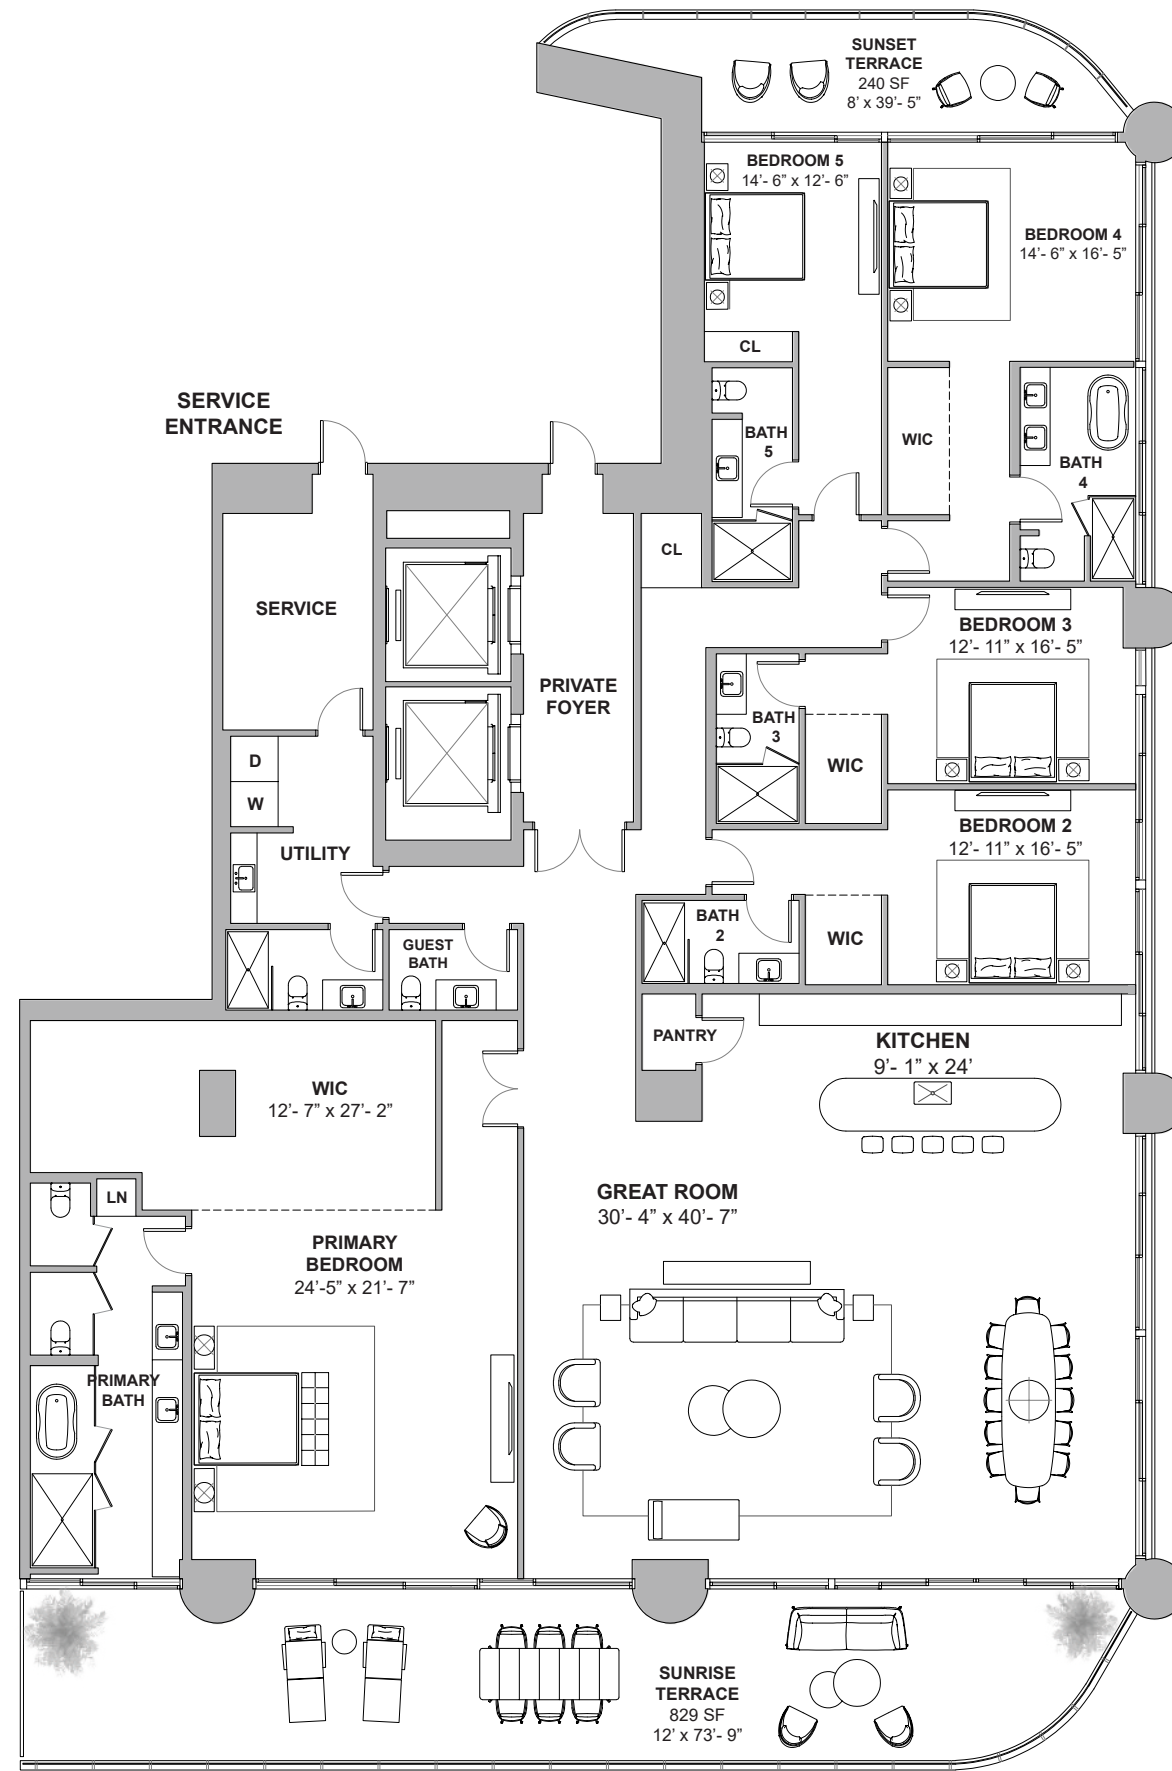 SUNSET
TERRACE
240 SF
8’ x 39’- 5”
BEDROOM 5
14’- 6” x 12’- 6”
BEDROOM 4
14’- 6” x 16’- 5”
CL
SERVICE
ENTRANCE
BATH
5
WIC
BATH
4
CL
SERVICE
BEDROOM 3
12’- 11” x 16’- 5”
PRIVATE
FOYER
BATH
3
WIC
D
W
BEDROOM 2
12’- 11” x 16’- 5”
UTILITY
BATH
2
WIC
GUEST
BATH
PANTRY
KITCHEN
9’- 1” x 24’
WIC
12’- 7” x 27’- 2”
LN
GREAT ROOM
30’- 4” x 40’- 7”
PRIMARY
BEDROOM
24’-5” x 21’- 7”
PRIMARY
BATH
SUNRISE
TERRACE
829 SF
12’ x 73’- 9”